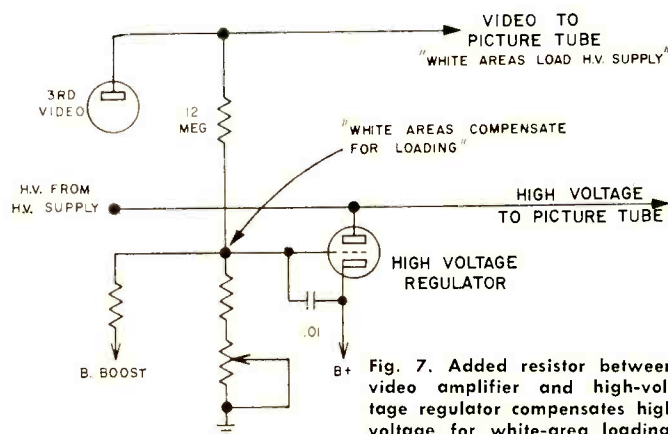 VIDEO TO
PICTURE TUBE
"WHITE AREAS LOAD H.V. SUPPLY"
3RD
VIDEO
12
MEG
"WHITE AREAS COMPENSATE
FOR LOADING"
H.V. FROM
H.V. SUPPLY
HIGH VOLTAGE
TO PICTURE TUBE
HIGH VOLTAGE
REGULATOR
.01
B. BOOST
B+
Fig. 7. Added resistor between
video amplifier and high-vol-
tage regulator compensates high
voltage for white-area loading.